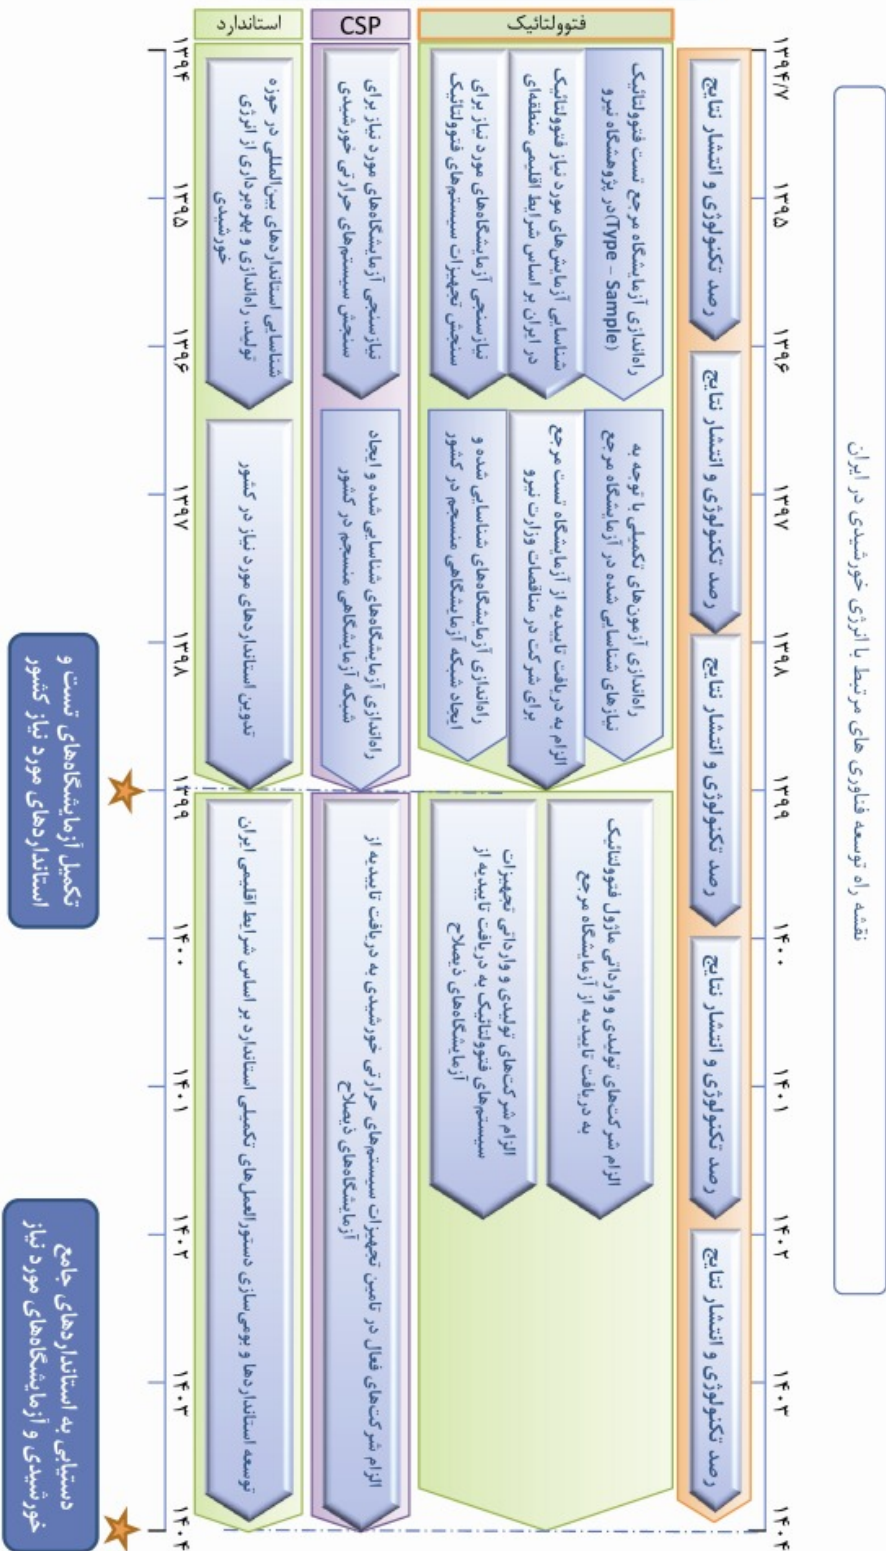 نقشه راه توسعه فناوری های مرتبط با انرژی خورشیدی در ایران
۱۳۹۴/۷
۱۳۹۵
۱۳۹۶
۱۳۹۷
۱۳۹۸
۱۳۹۹
۱۴۰۰
۱۴۰۱
۱۴۰۲
۱۴۰۳
۱۴۰۴
رصد تکنولوژی و انتشار نتایج
رصد تکنولوژی و انتشار نتایج
رصد تکنولوژی و انتشار نتایج
رصد تکنولوژی و انتشار نتایج
رصد تکنولوژی و انتشار نتایج
فتوولتائیک
راه‌اندازی آزمایشگاه مرجع تست فتوولتائیک
(Type – Sample) در پژوهشگاه نیرو
شناسایی آزمایش‌های مورد نیاز فتوولتائیک
در ایران بر اساس شرایط اقلیمی منطقه‌ای
نیازسنجی آزمایشگاه‌های مورد نیاز برای
سنجش تجهیزات سیستم‌های فتوولتائیک
راه‌اندازی آزمون‌های تکمیلی با توجه به
نیازهای شناسایی شده در آزمایشگاه مرجع
الزام به دریافت تاییدیه از آزمایشگاه تست مرجع
برای شرکت در مناقصات وزارت نیرو
راه‌اندازی آزمایشگاه‌های شناسایی شده و
ایجاد شبکه آزمایشگاهی منسجم در کشور
الزام شرکت‌های تولیدی و وارداتی ماژول فتوولتائیک
به دریافت تاییدیه از آزمایشگاه مرجع
الزام شرکت‌های تولیدی و وارداتی تجهیزات
سیستم‌های فتوولتائیک به دریافت تاییدیه از
آزمایشگاه‌های ذیصلاح
CSP
نیازسنجی آزمایشگاه‌های مورد نیاز برای
سنجش سیستم‌های حرارتی خورشیدی
راه‌اندازی آزمایشگاه‌های شناسایی شده و ایجاد
شبکه آزمایشگاهی منسجم در کشور
الزام شرکت‌های فعال در تامین تجهیزات سیستم‌های حرارتی خورشیدی به دریافت تاییدیه از
آزمایشگاه‌های ذیصلاح
استاندارد
شناسایی استانداردهای بین‌المللی در حوزه
تولید، راه‌اندازی و بهره‌برداری از انرژی
خورشیدی
تدوین استانداردهای مورد نیاز در کشور
توسعه استانداردها و بومی‌سازی دستورالعمل‌های تکمیلی استاندارد بر اساس شرایط اقلیمی ایران
۱۳۹۴
۱۳۹۵
۱۳۹۶
۱۳۹۷
۱۳۹۸
۱۳۹۹
۱۴۰۰
۱۴۰۱
۱۴۰۲
۱۴۰۳
۱۴۰۴
تکمیل آزمایشگاه‌های تست و
استانداردهای مورد نیاز کشور
دستیابی به استانداردهای جامع
خورشیدی و آزمایشگاه‌های مورد نیاز